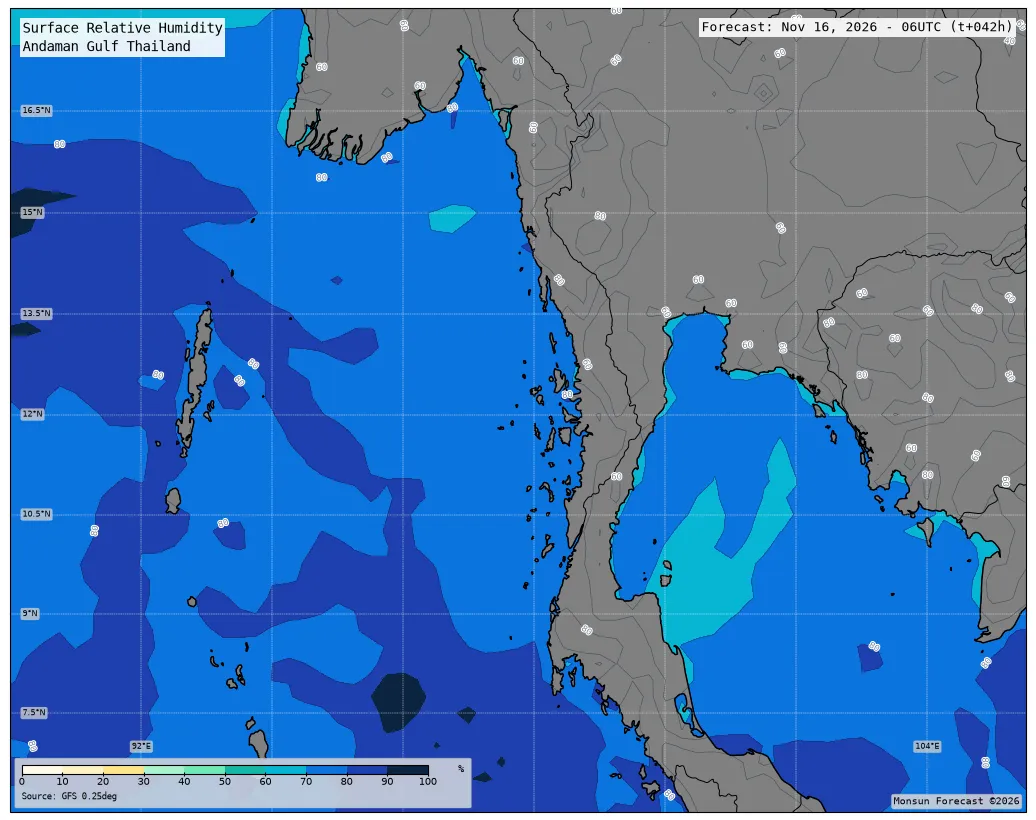 Surface Relative Humidity
Andaman Gulf Thailand
Forecast: Nov 16, 2026 - 06UTC (t+042h)
16.5°N
15°N
13.5°N
12°N
10.5°N
9°N
7.5°N
92°E
104°E
10 20 30 40 50 60 70 80 90 100
%
Source: GFS 0.25deg
Monsun Forecast ©2026